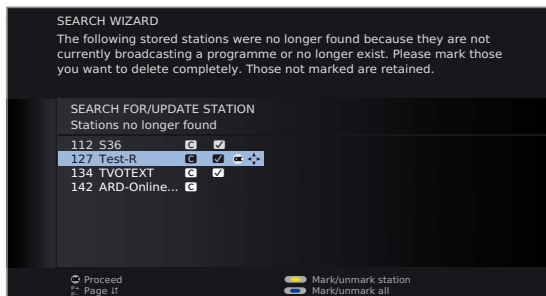 SEARCH WIZARD
The following stored stations were no longer found because they are not
currently broadcasting a programme or no longer exist. Please mark those
you want to delete completely. Those not marked are retained.
SEARCH FOR/UPDATE STATION
Stations no longer found
112 S36 C
127 Test-R C OK
134 TVOTEXT C
142 ARD-Online... C
OK Proceed
P+ P- Page
Mark/unmark station
Mark/unmark all